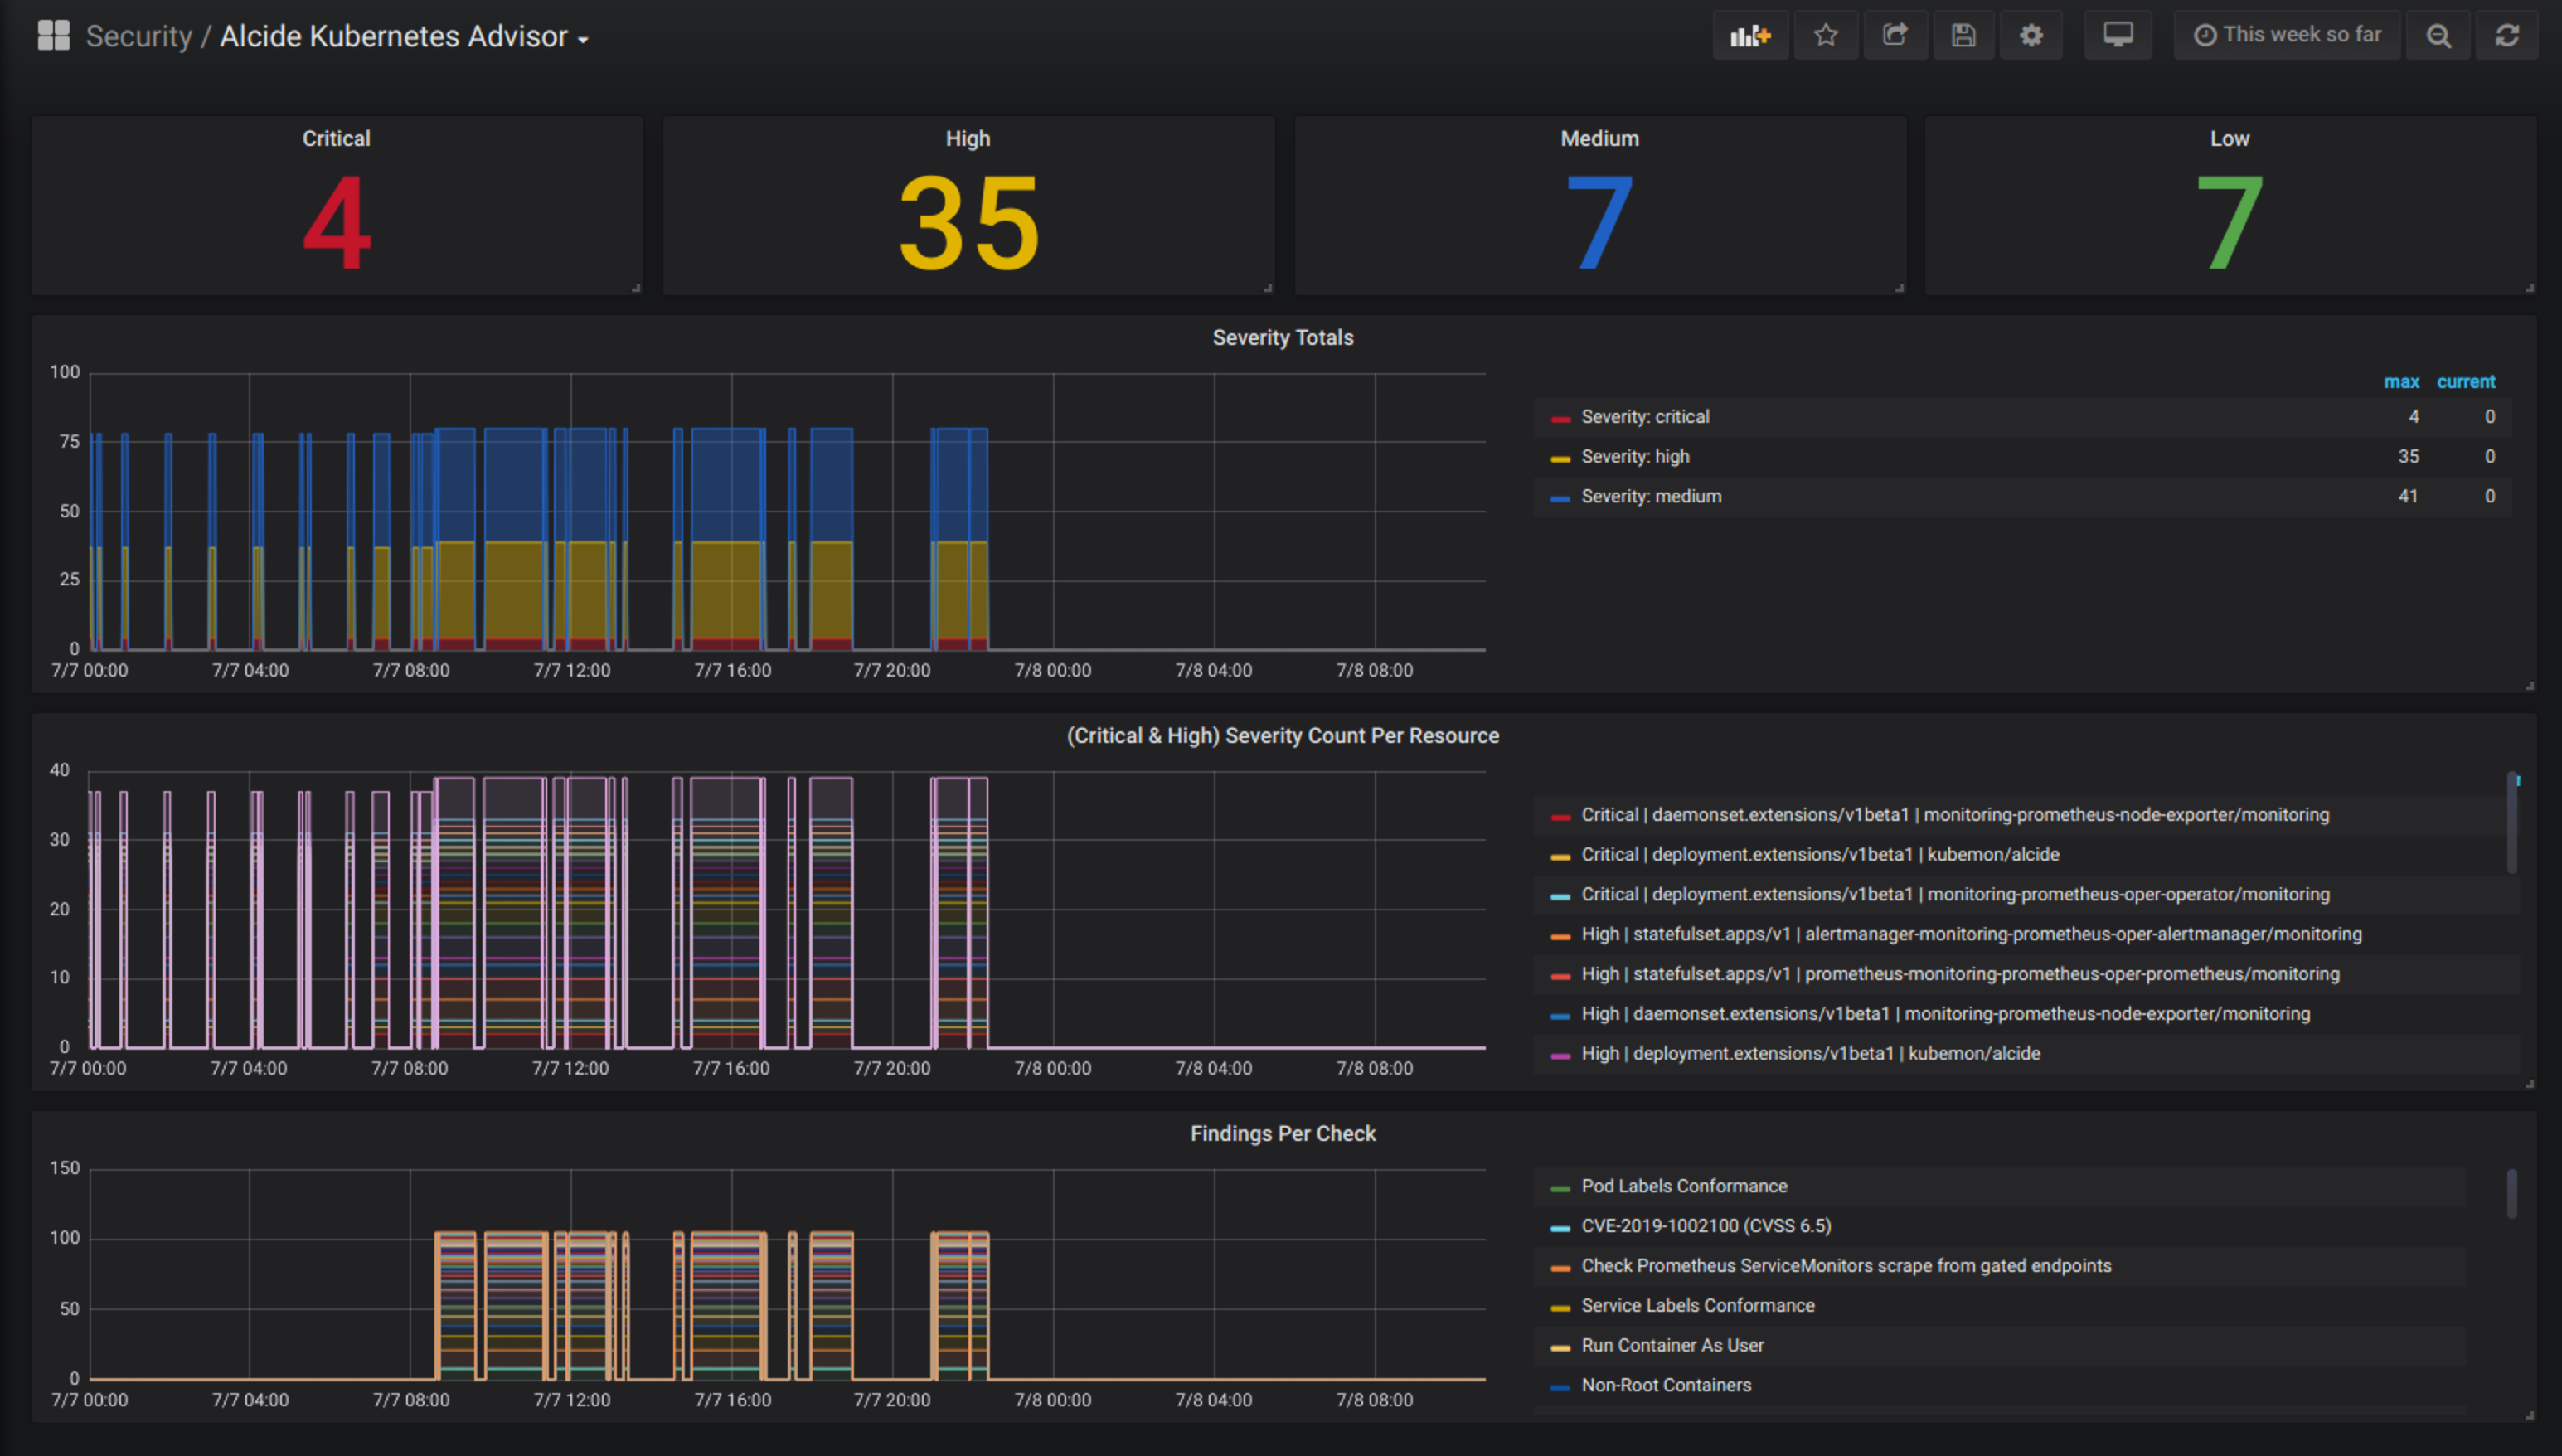 Security / Alcide Kubernetes Advisor
This week so far
Critical
High
Medium
Low
4
35
7
7
Severity Totals
100
75
50
25
0
7/7 00:00 7/7 04:00 7/7 08:00 7/7 12:00 7/7 16:00 7/7 20:00 7/8 00:00 7/8 04:00 7/8 08:00
max current
Severity: critical 4 0
Severity: high 35 0
Severity: medium 41 0
(Critical & High) Severity Count Per Resource
40
30
20
10
0
7/7 00:00 7/7 04:00 7/7 08:00 7/7 12:00 7/7 16:00 7/7 20:00 7/8 00:00 7/8 04:00 7/8 08:00
Critical | daemonset.extensions/v1beta1 | monitoring-prometheus-node-exporter/monitoring
Critical | deployment.extensions/v1beta1 | kubemon/alcide
Critical | deployment.extensions/v1beta1 | monitoring-prometheus-oper-operator/monitoring
High | statefulset.apps/v1 | alertmanager-monitoring-prometheus-oper-alertmanager/monitoring
High | statefulset.apps/v1 | prometheus-monitoring-prometheus-oper-prometheus/monitoring
High | daemonset.extensions/v1beta1 | monitoring-prometheus-node-exporter/monitoring
High | deployment.extensions/v1beta1 | kubemon/alcide
Findings Per Check
150
100
50
0
7/7 00:00 7/7 04:00 7/7 08:00 7/7 12:00 7/7 16:00 7/7 20:00 7/8 00:00 7/8 04:00 7/8 08:00
Pod Labels Conformance
CVE-2019-1002100 (CVSS 6.5)
Check Prometheus ServiceMonitors scrape from gated endpoints
Service Labels Conformance
Run Container As User
Non-Root Containers